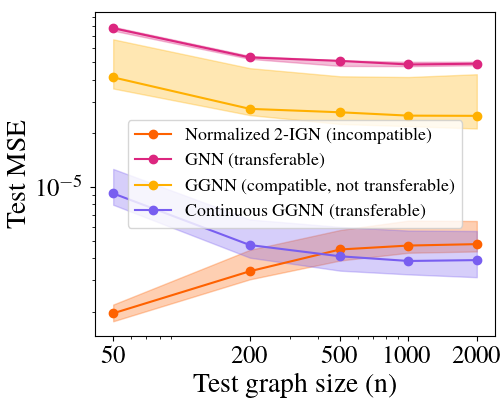 Test MSE
10⁻⁵
Normalized 2-IGN (incompatible)
GNN (transferable)
GGNN (compatible, not transferable)
Continuous GGNN (transferable)
50 200 500 1000 2000
Test graph size (n)